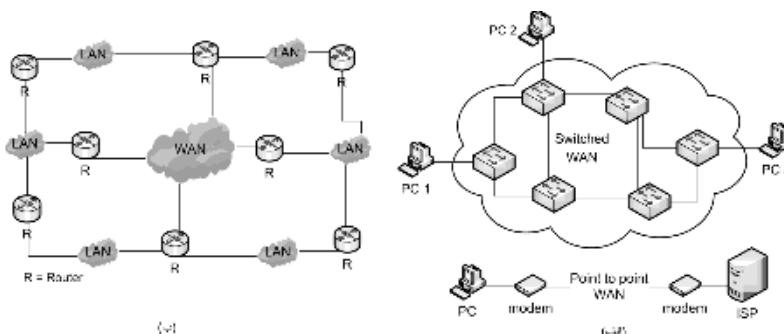 LAN
R
R
LAN
R
LAN
R
WAN
R
LAN
R
LAN
R
LAN
R
R = Router
PC 2
Switched
WAN
PC 1
PC
Point to point
WAN
PC
modem
modem
ISP